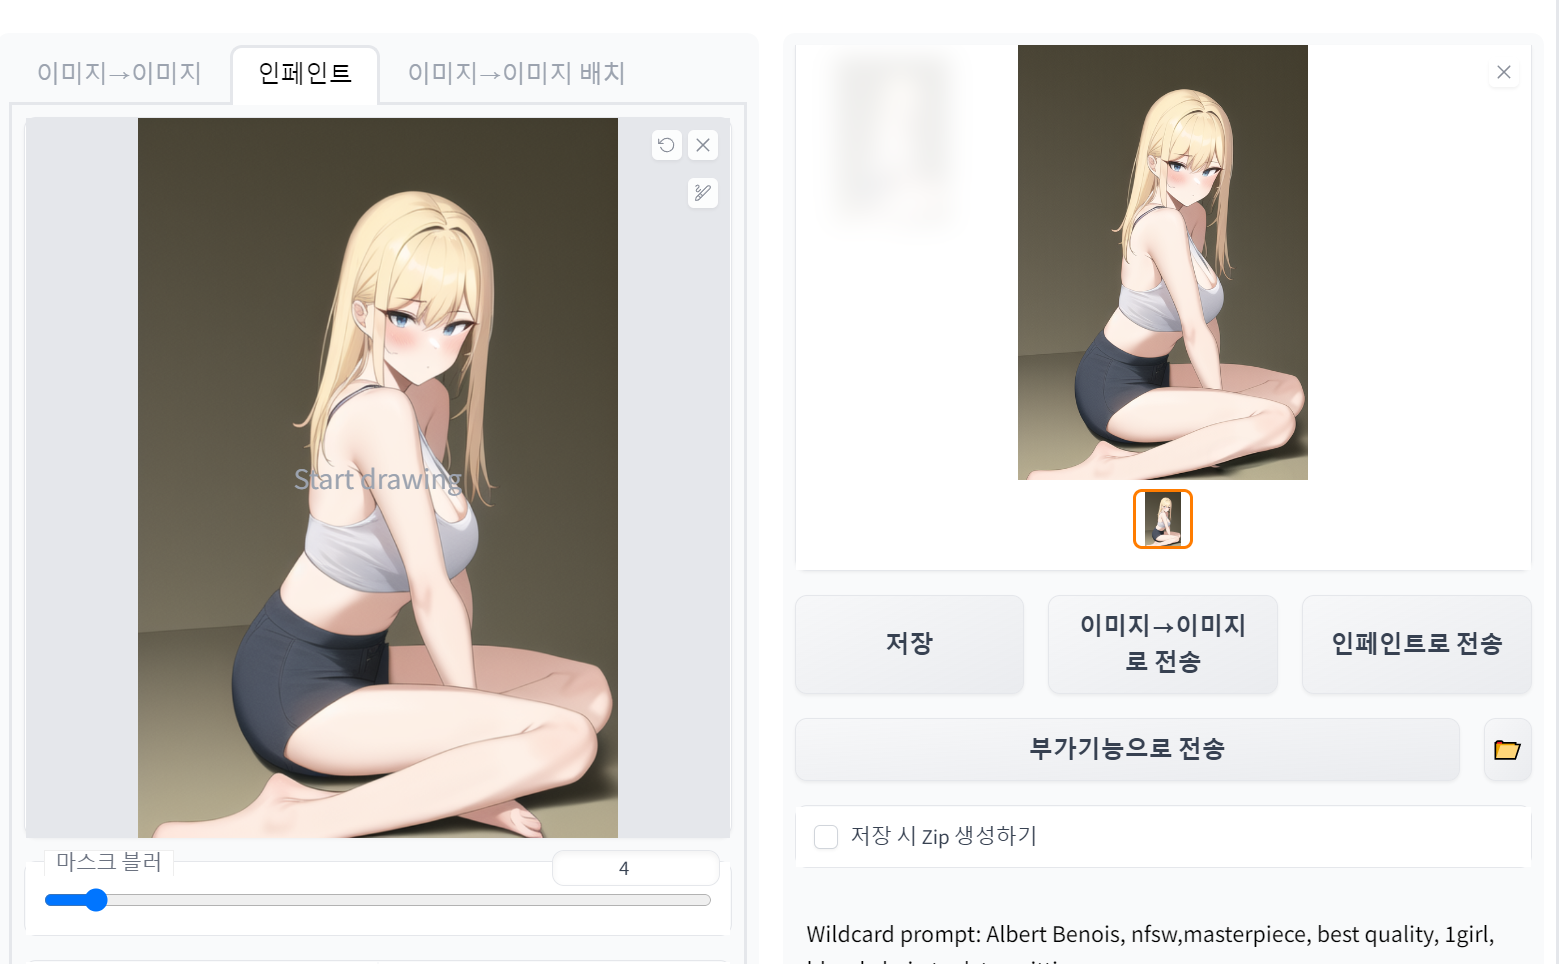 이미지→이미지
인페인트
이미지→이미지 배치
Start drawing
마스크 블러
4
저장
이미지→이미지
로 전송
인페인트로 전송
부가기능으로 전송
저장 시 Zip 생성하기
Wildcard prompt: Albert Benois, nfsw,masterpiece, best quality, 1girl,